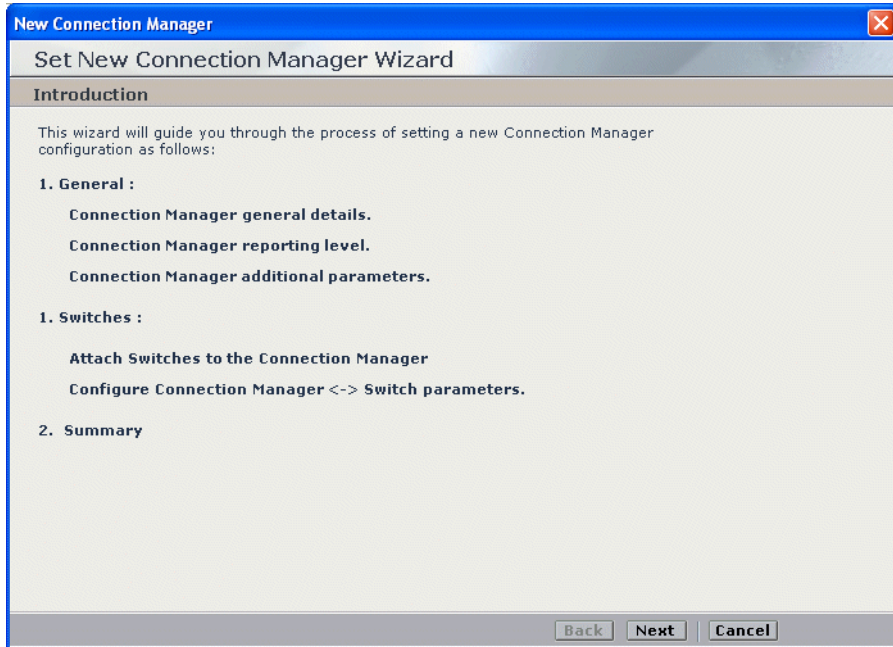 New Connection Manager
Set New Connection Manager Wizard
Introduction
This wizard will guide you through the process of setting a new Connection Manager
configuration as follows:
1. General :
Connection Manager general details.
Connection Manager reporting level.
Connection Manager additional parameters.
1. Switches :
Attach Switches to the Connection Manager
Configure Connection Manager <-> Switch parameters.
2. Summary
Back Next Cancel